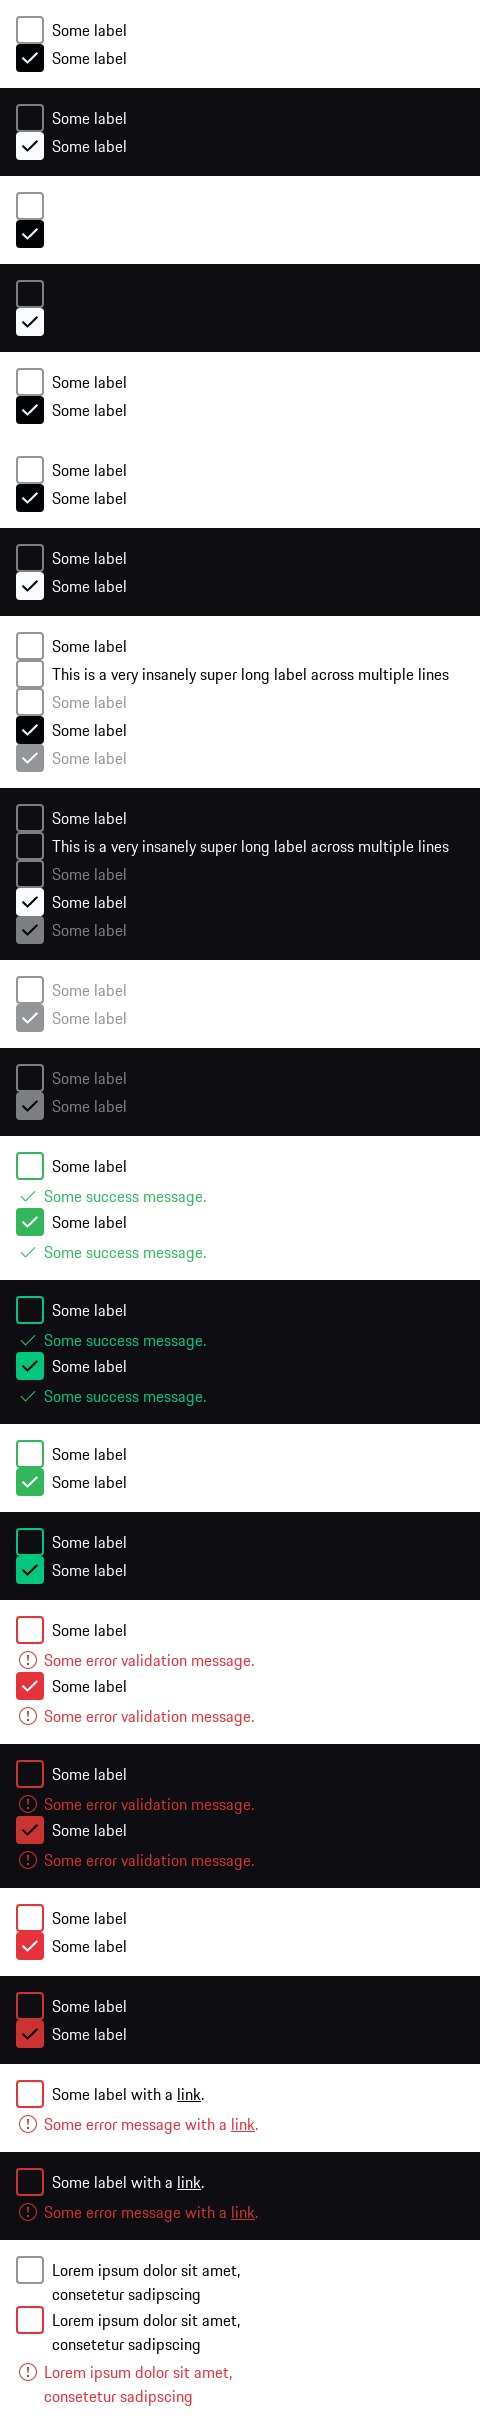 Some label
Some label
Some label
Some label
Some label
Some label
Some label
Some label
Some label
Some label
Some label
This is a very insanely super long label across multiple lines
Some label
Some label
Some label
Some label
This is a very insanely super long label across multiple lines
Some label
Some label
Some label
Some label
Some label
Some label
Some label
Some label
Some success message.
Some label
Some success message.
Some label
Some success message.
Some label
Some success message.
Some label
Some label
Some label
Some label
Some label
Some error validation message.
Some label
Some error validation message.
Some label
Some error validation message.
Some label
Some error validation message.
Some label
Some label
Some label
Some label
Some label with a link.
Some error message with a link.
Some label with a link.
Some error message with a link.
Lorem ipsum dolor sit amet,
consetetur sadipscing
Lorem ipsum dolor sit amet,
consetetur sadipscing
Lorem ipsum dolor sit amet,
consetetur sadipscing